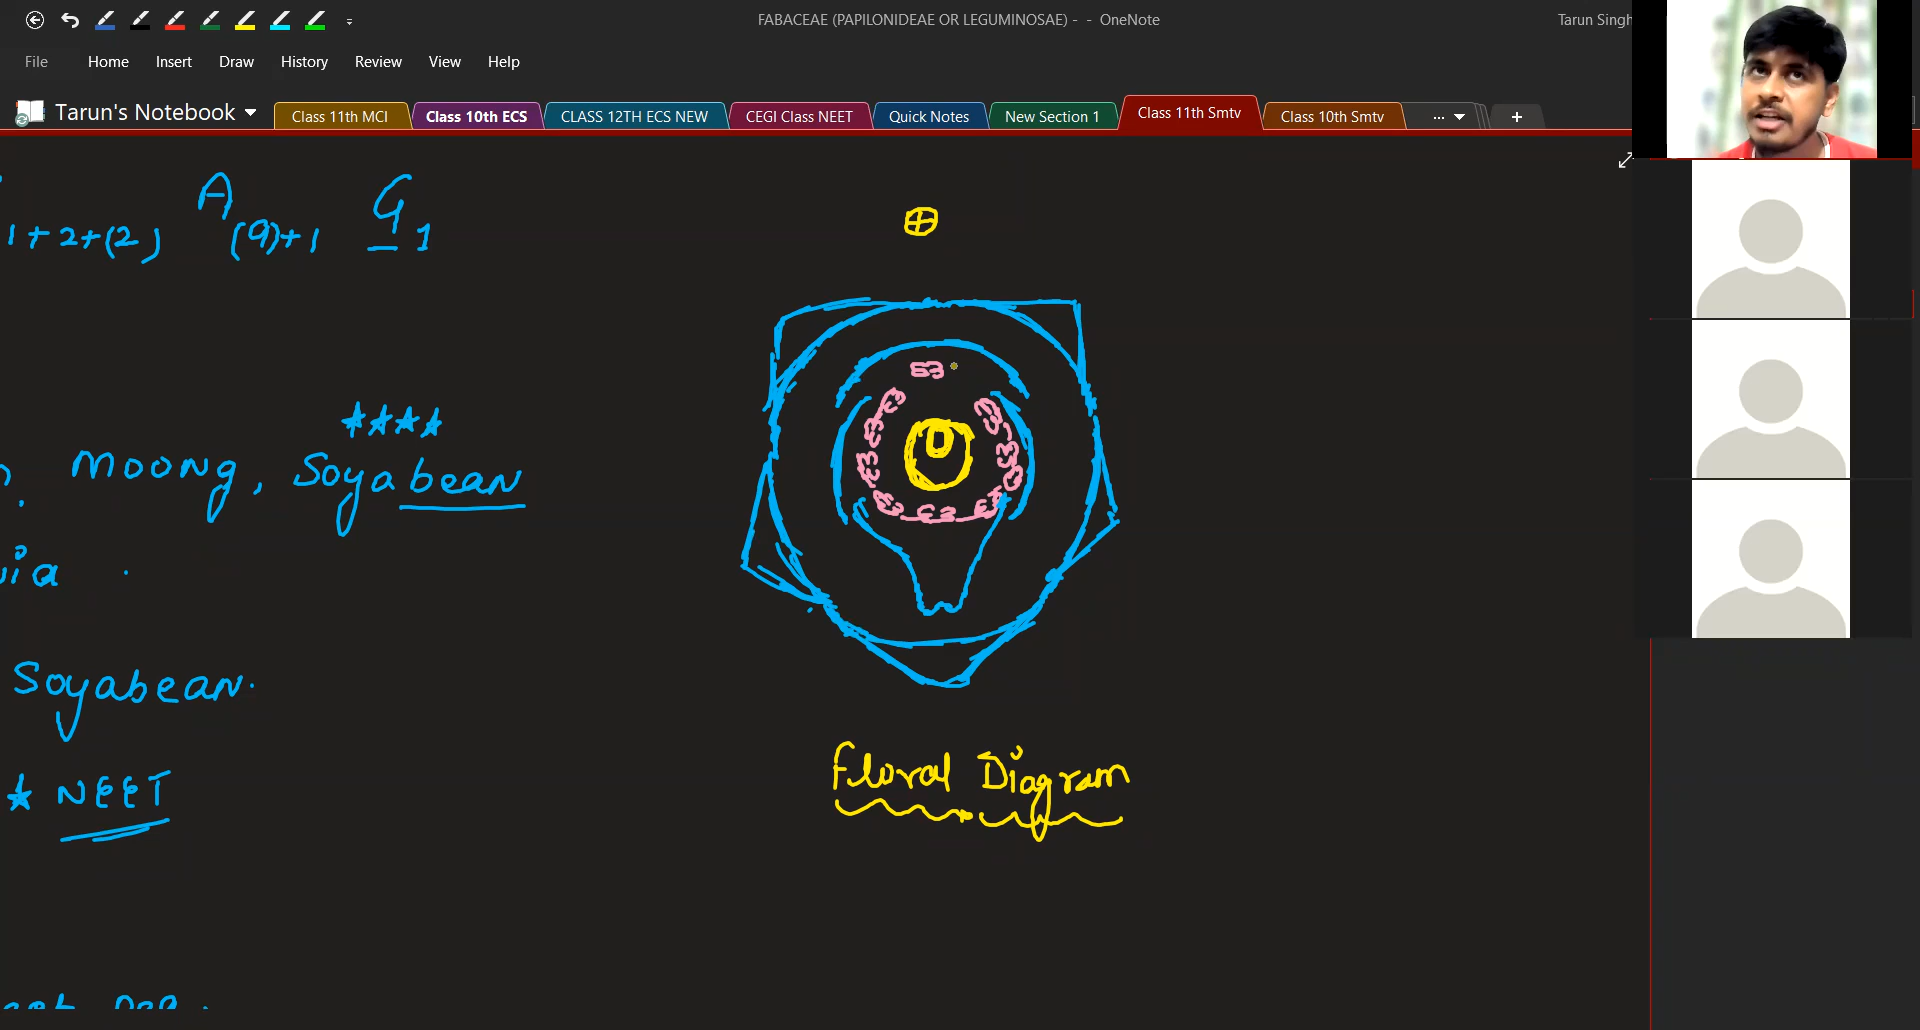 FABACEAE (PAPILONIDEAE OR LEGUMINOSAE) - - OneNote
Tarun Singh
File Home Insert Draw History Review View Help
Tarun's Notebook
Class 11th MCI
Class 10th ECS
CLASS 12TH ECS NEW
CEGI Class NEET
Quick Notes
New Section 1
Class 11th Smtv
Class 10th Smtv
...
+
1+2+(2) A(9)+1 G1
⊕
★★★★
Moong, Soyabean
ia .
Soyabean.
★ NEET
Floral Diagram